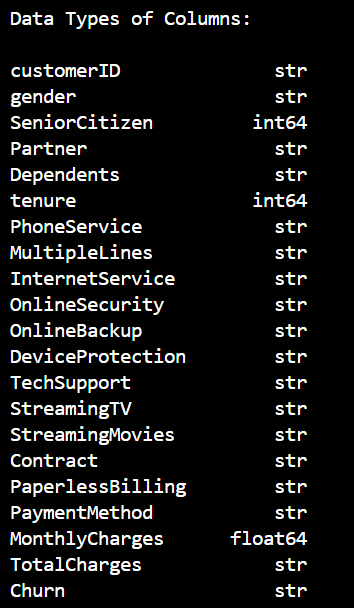 Data Types of Columns:
customerID str
gender str
SeniorCitizen int64
Partner str
Dependents str
tenure int64
PhoneService str
MultipleLines str
InternetService str
OnlineSecurity str
OnlineBackup str
DeviceProtection str
TechSupport str
StreamingTV str
StreamingMovies str
Contract str
PaperlessBilling str
PaymentMethod str
MonthlyCharges float64
TotalCharges str
Churn str